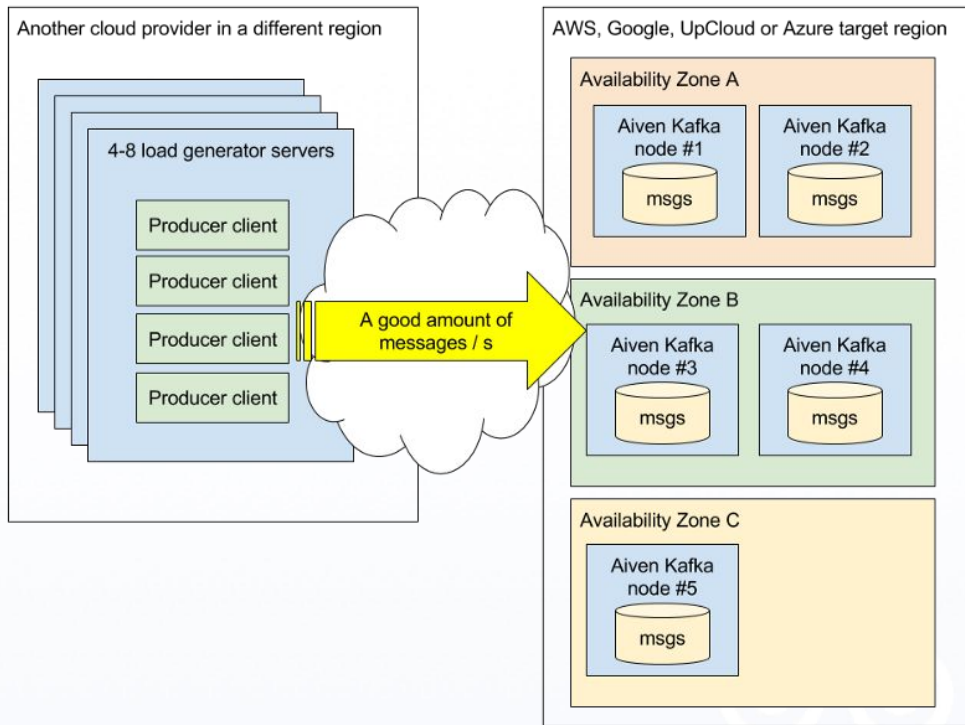 Another cloud provider in a different region
4-8 load generator servers
Producer client
Producer client
Producer client
Producer client
A good amount of
messages / s
AWS, Google, UpCloud or Azure target region
Availability Zone A
Aiven Kafka
node #1
msgs
Aiven Kafka
node #2
msgs
Availability Zone B
Aiven Kafka
node #3
msgs
Aiven Kafka
node #4
msgs
Availability Zone C
Aiven Kafka
node #5
msgs